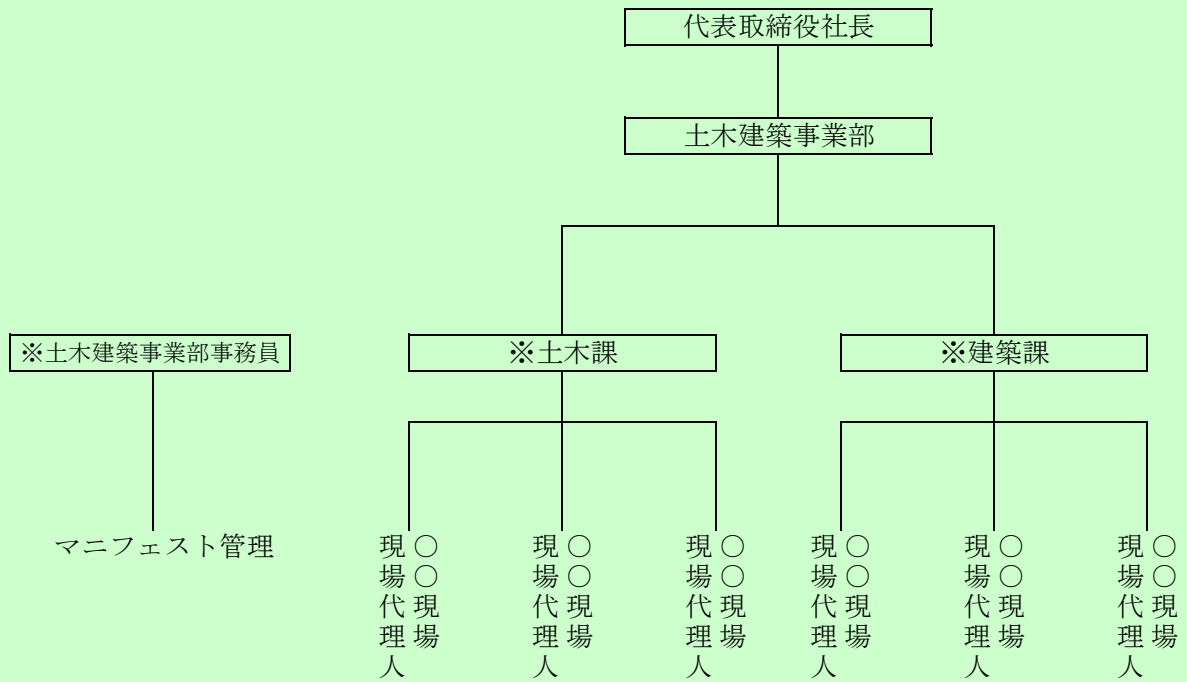 代表取締役社長
土木建築事業部
※土木建築事業部事務員
※土木課
※建築課
マニフェスト管理
○○現場
現場代理人
○○現場
現場代理人
○○現場
現場代理人
○○現場
現場代理人
○○現場
現場代理人
○○現場
現場代理人